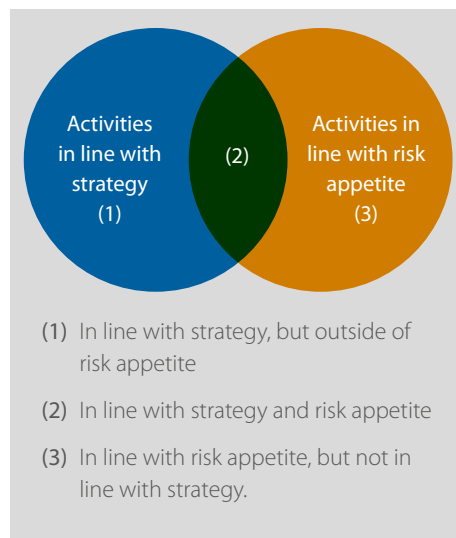 Activities
in line with
strategy
(1)
(2)
Activities in
line with risk
appetite
(3)
(1) In line with strategy, but outside of
risk appetite
(2) In line with strategy and risk appetite
(3) In line with risk appetite, but not in
line with strategy.